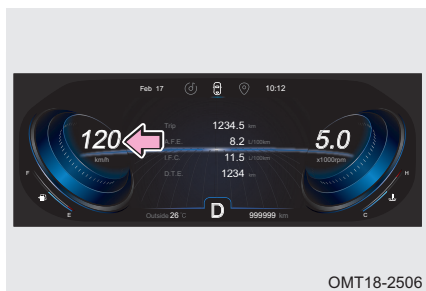 Feb 17 10:12
Trip 1234.5 km
A.F.E. 8.2 L/100km
I.F.C. 11.5 L/100km
D.T.E. 1234 km
120
km/h
5.0
x1000rpm
F
E
H
C
Outside 26 C D 999999 km
OMT18-2506